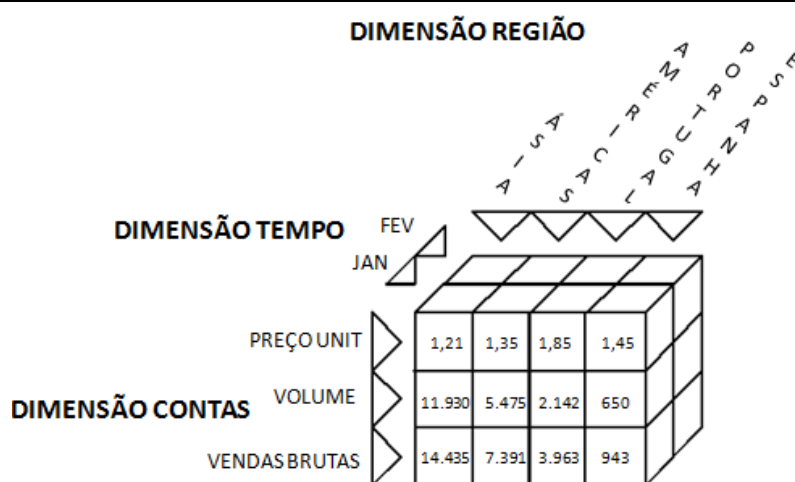 DIMENSÃO REGIÃO
ÁSIA
AMÉRICAS
PORTUGAL
ESPANHA
DIMENSÃO TEMPO
FEV
JAN
PREÇO UNIT
1,21 1,35 1,85 1,45
DIMENSÃO CONTAS
VOLUME
11.930 5.475 2.142 650
VENDAS BRUTAS
14.435 7.391 3.963 943